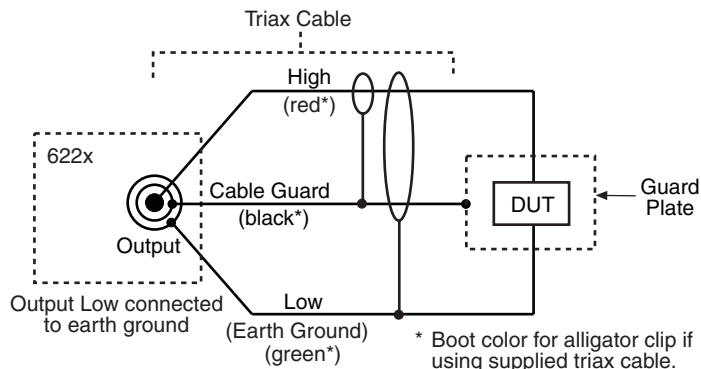 Triax Cable
High
(red*)
622x
Cable Guard
(black*)
DUT
Guard
Plate
Output
Output Low connected
to earth ground
Low
(Earth Ground)
(green*)
* Boot color for alligator clip if
using supplied triax cable.